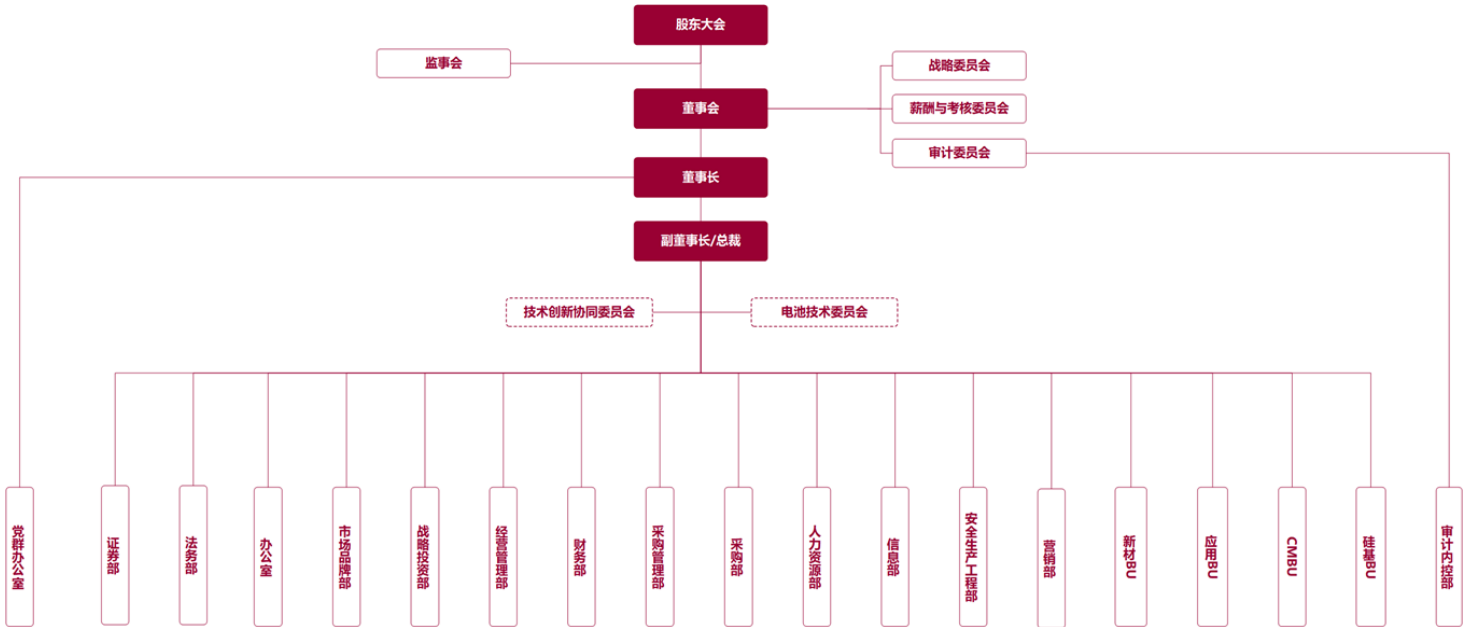 股东大会
监事会
战略委员会
董事会
薪酬与考核委员会
审计委员会
董事长
副董事长/总裁
技术创新协同委员会
电池技术委员会
党群办公室
证券部
法务部
办公室
市场品牌部
战略投资部
经营管理部
财务部
采购管理部
采购部
人力资源部
信息部
安全生产工程部
营销部
新材BU
应用BU
CMBU
硅基BU
审计内控部